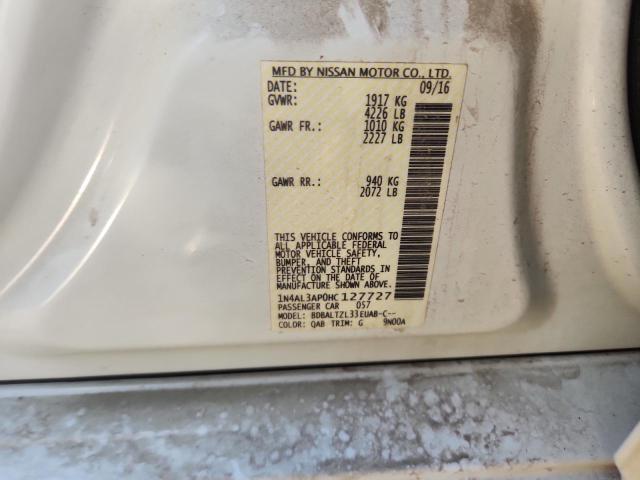 MFD BY NISSAN MOTOR CO., LTD.
DATE: 09/16
GVWR: 1917 KG
4226 LB
GAWR FR.: 1010 KG
2227 LB
GAWR RR.: 940 KG
2072 LB
THIS VEHICLE CONFORMS TO
ALL APPLICABLE FEDERAL
MOTOR VEHICLE SAFETY,
BUMPER, AND THEFT
PREVENTION STANDARDS IN
EFFECT ON THE DATE OF
MANUFACTURE SHOWN ABOVE.
1N4AL3AP0HC127727
PASSENGER CAR 057
MODEL: BDBALTZL33EUAB-C--
COLOR: QAB TRIM: G 9N00A